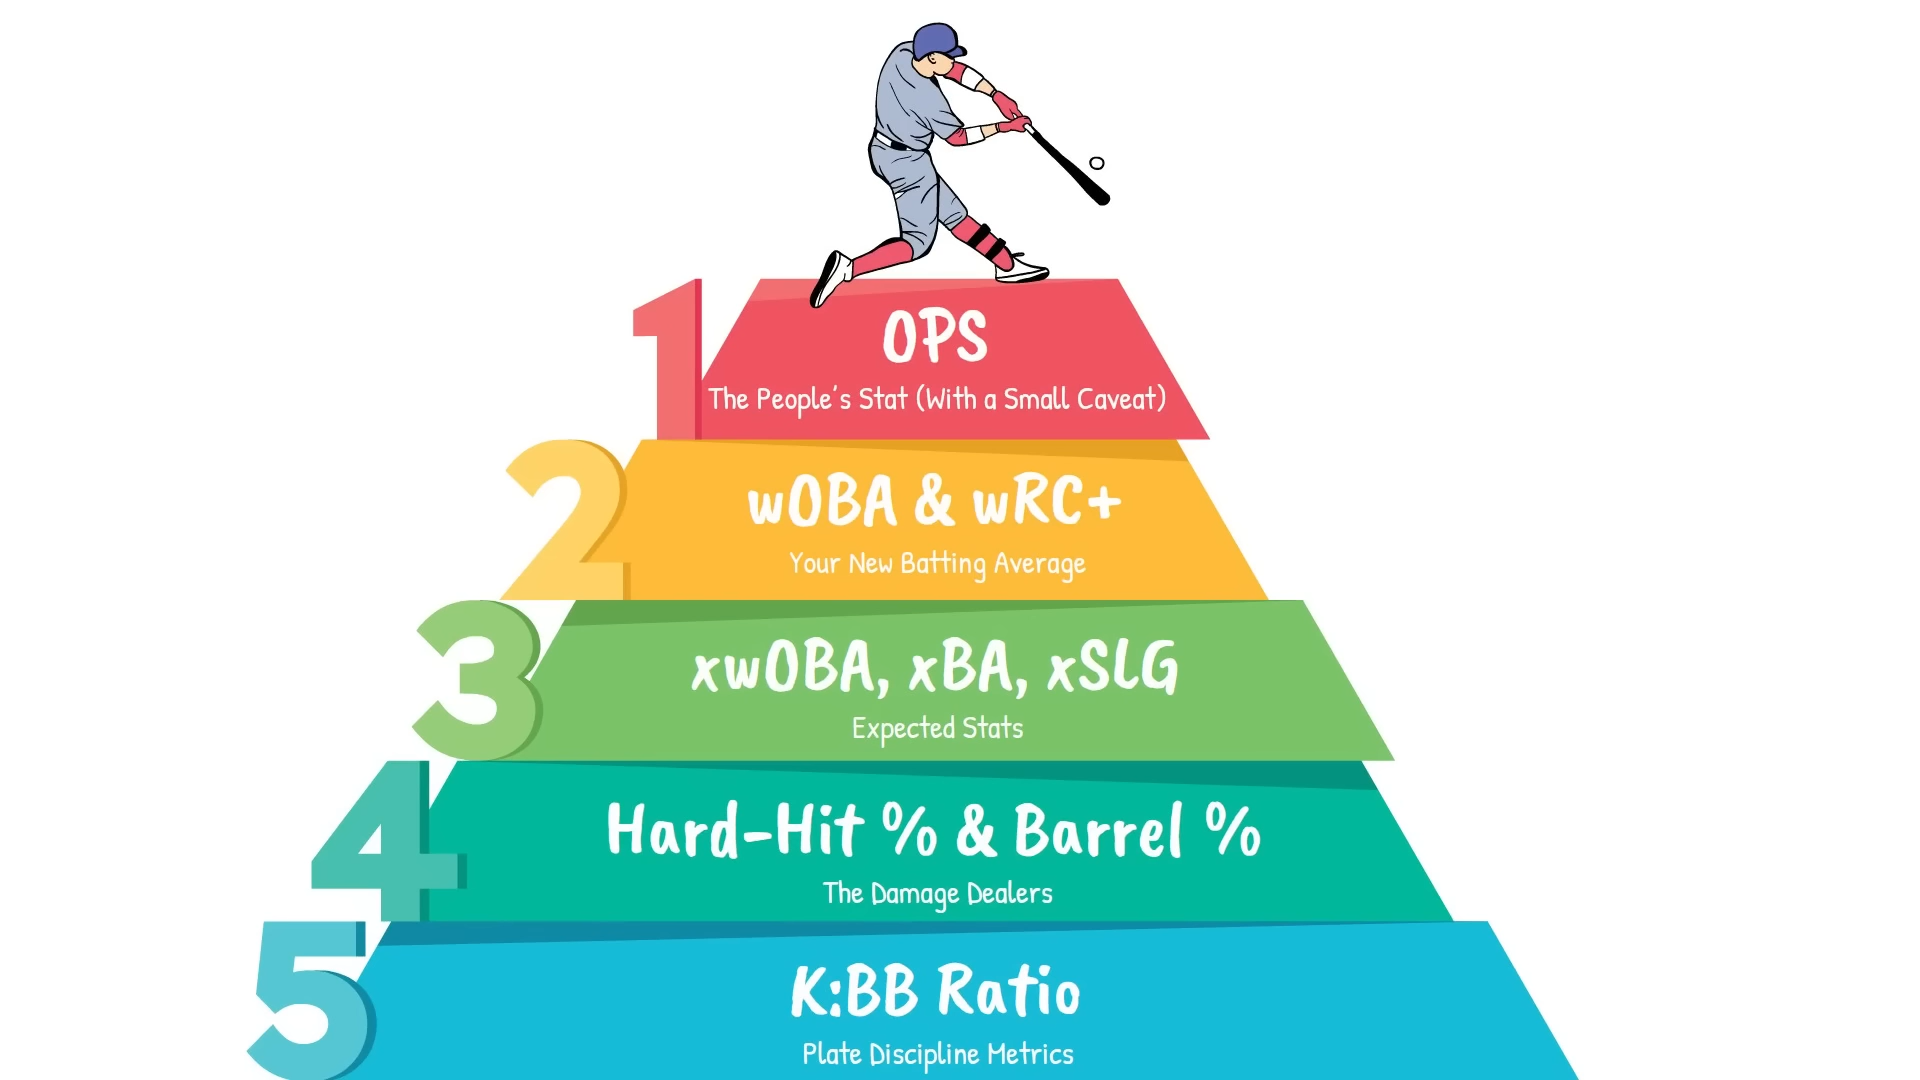 1
OPS
The People's Stat (With a Small Caveat)
2
wOBA & wRC+
Your New Batting Average
3
xwOBA, xBA, xSLG
Expected Stats
4
Hard-Hit % & Barrel %
The Damage Dealers
5
K:BB Ratio
Plate Discipline Metrics